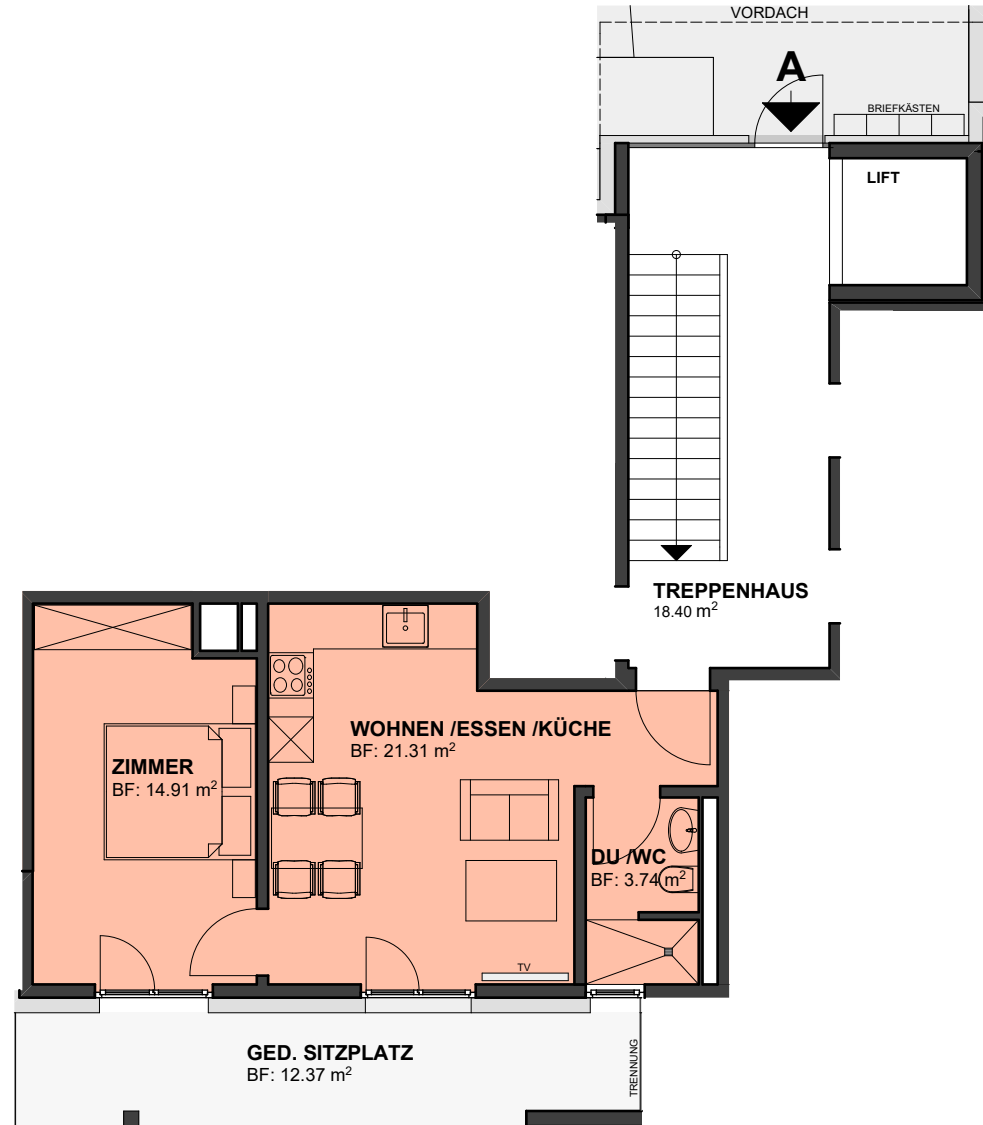 VORDACH
A
BRIEFKÄSTEN
LIFT
TREPPENHAUS
18.40 m²
WOHNEN /ESSEN /KÜCHE
BF: 21.31 m²
ZIMMER
BF: 14.91 m²
DU /WC
BF: 3.74 m²
TV
GED. SITZPLATZ
BF: 12.37 m²
TRENNUNG